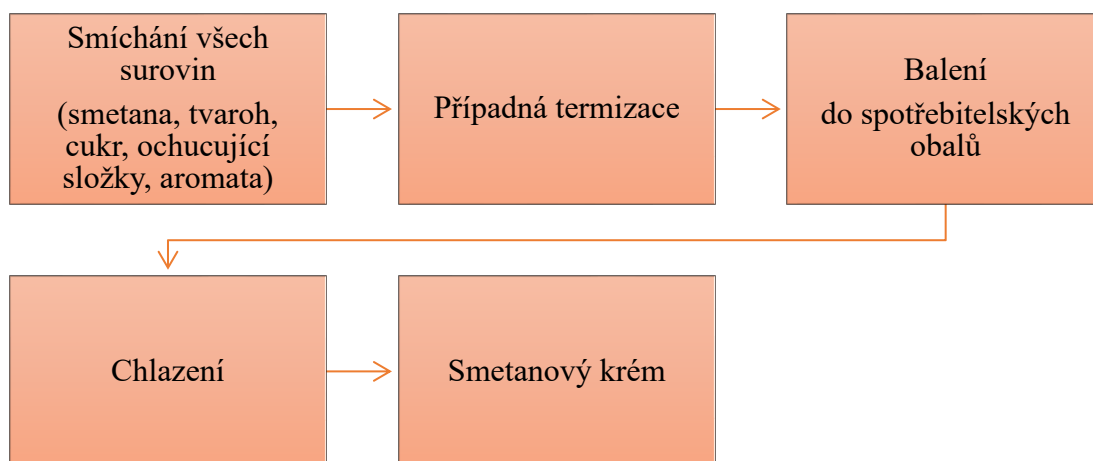 Smíchání všech
surovin
(smetana, tvaroh,
cukr, ochucující
složky, aromata)
Případná termizace
Balení
do spotřebitelských
obalů
Chlazení
Smetanový krém